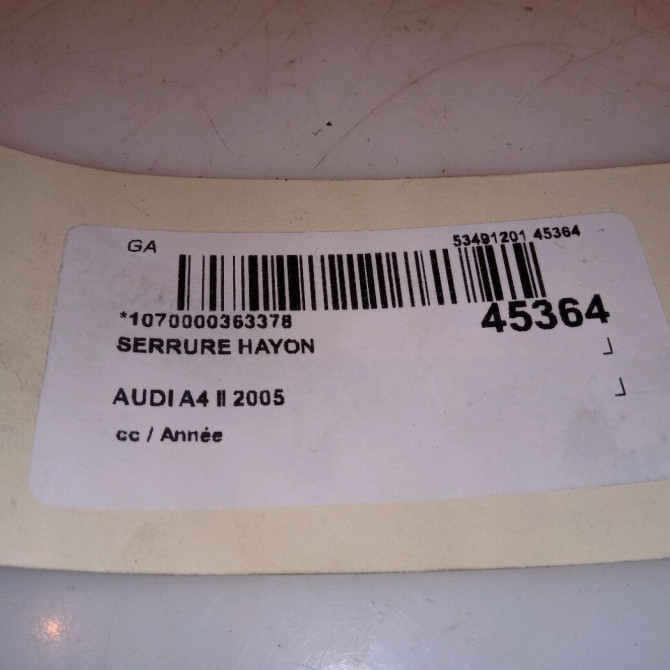 GA
53491201 45364
*1070000363378
45364
SERRURE HAYON
AUDI A4 II 2005
cc / Année